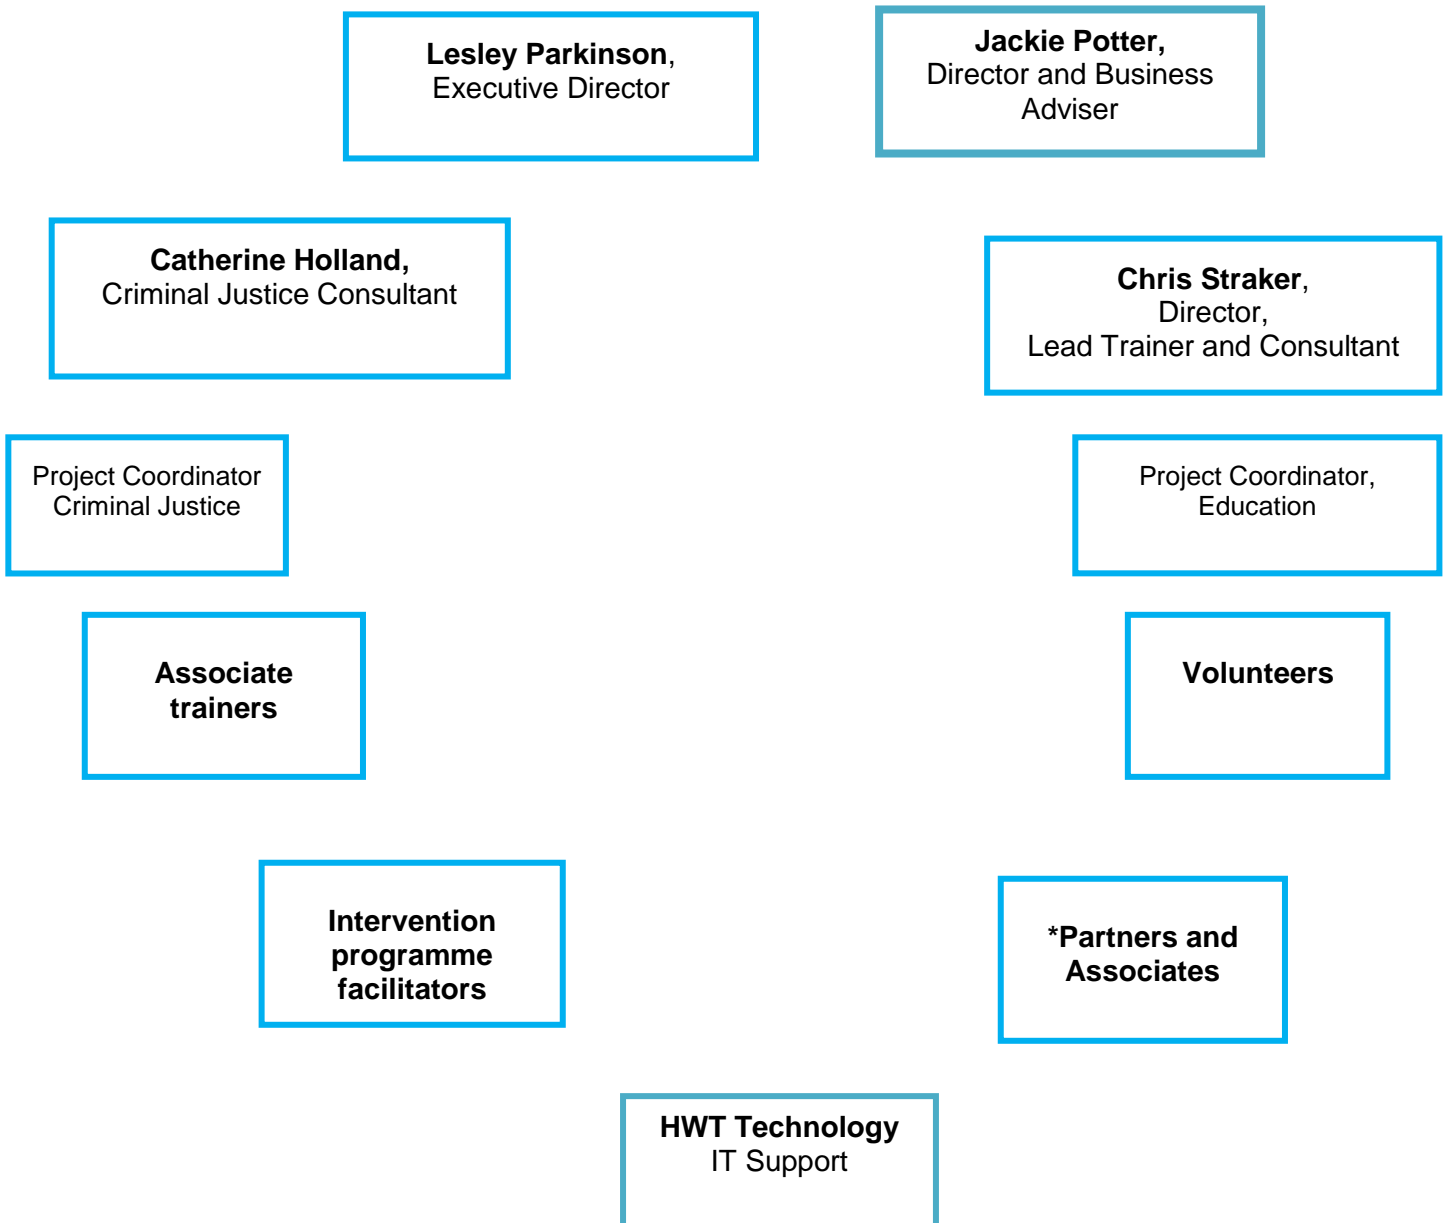 Lesley Parkinson,
Executive Director
Jackie Potter,
Director and Business
Adviser
Catherine Holland,
Criminal Justice Consultant
Chris Straker,
Director,
Lead Trainer and Consultant
Project Coordinator
Criminal Justice
Project Coordinator,
Education
Associate
trainers
Volunteers
Intervention
programme
facilitators
*Partners and
Associates
HWT Technology
IT Support